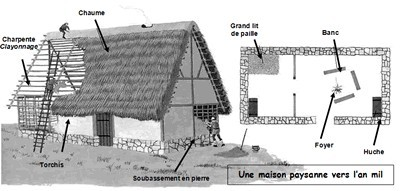 Chaume
Charpente
Clayonnage
Torchis
Soubassement en pierre
Grand lit
de paille
Banc
Foyer
Huche
Une maison paysanne vers l'an mil